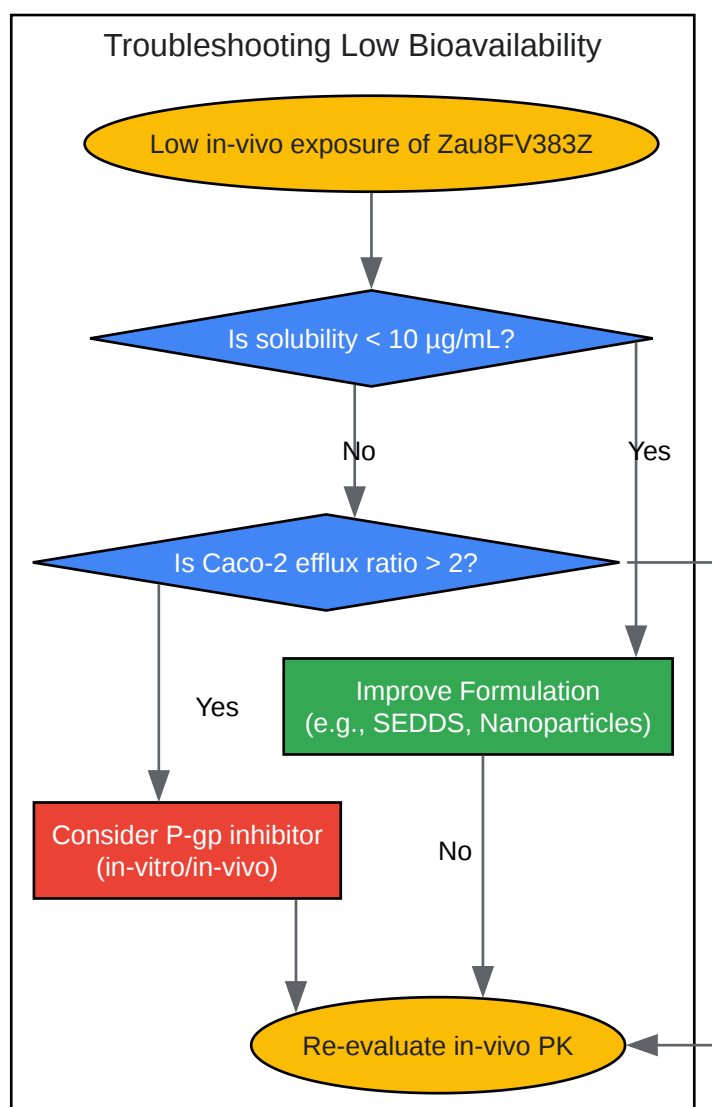 Troubleshooting Low Bioavailability
Low in-vivo exposure of Zau8FV383Z
Is solubility < 10 µg/mL?
No
Yes
Is Caco-2 efflux ratio > 2?
Yes
Improve Formulation
(e.g., SEDDS, Nanoparticles)
Consider P-gp inhibitor
(in-vitro/in-vivo)
No
Re-evaluate in-vivo PK